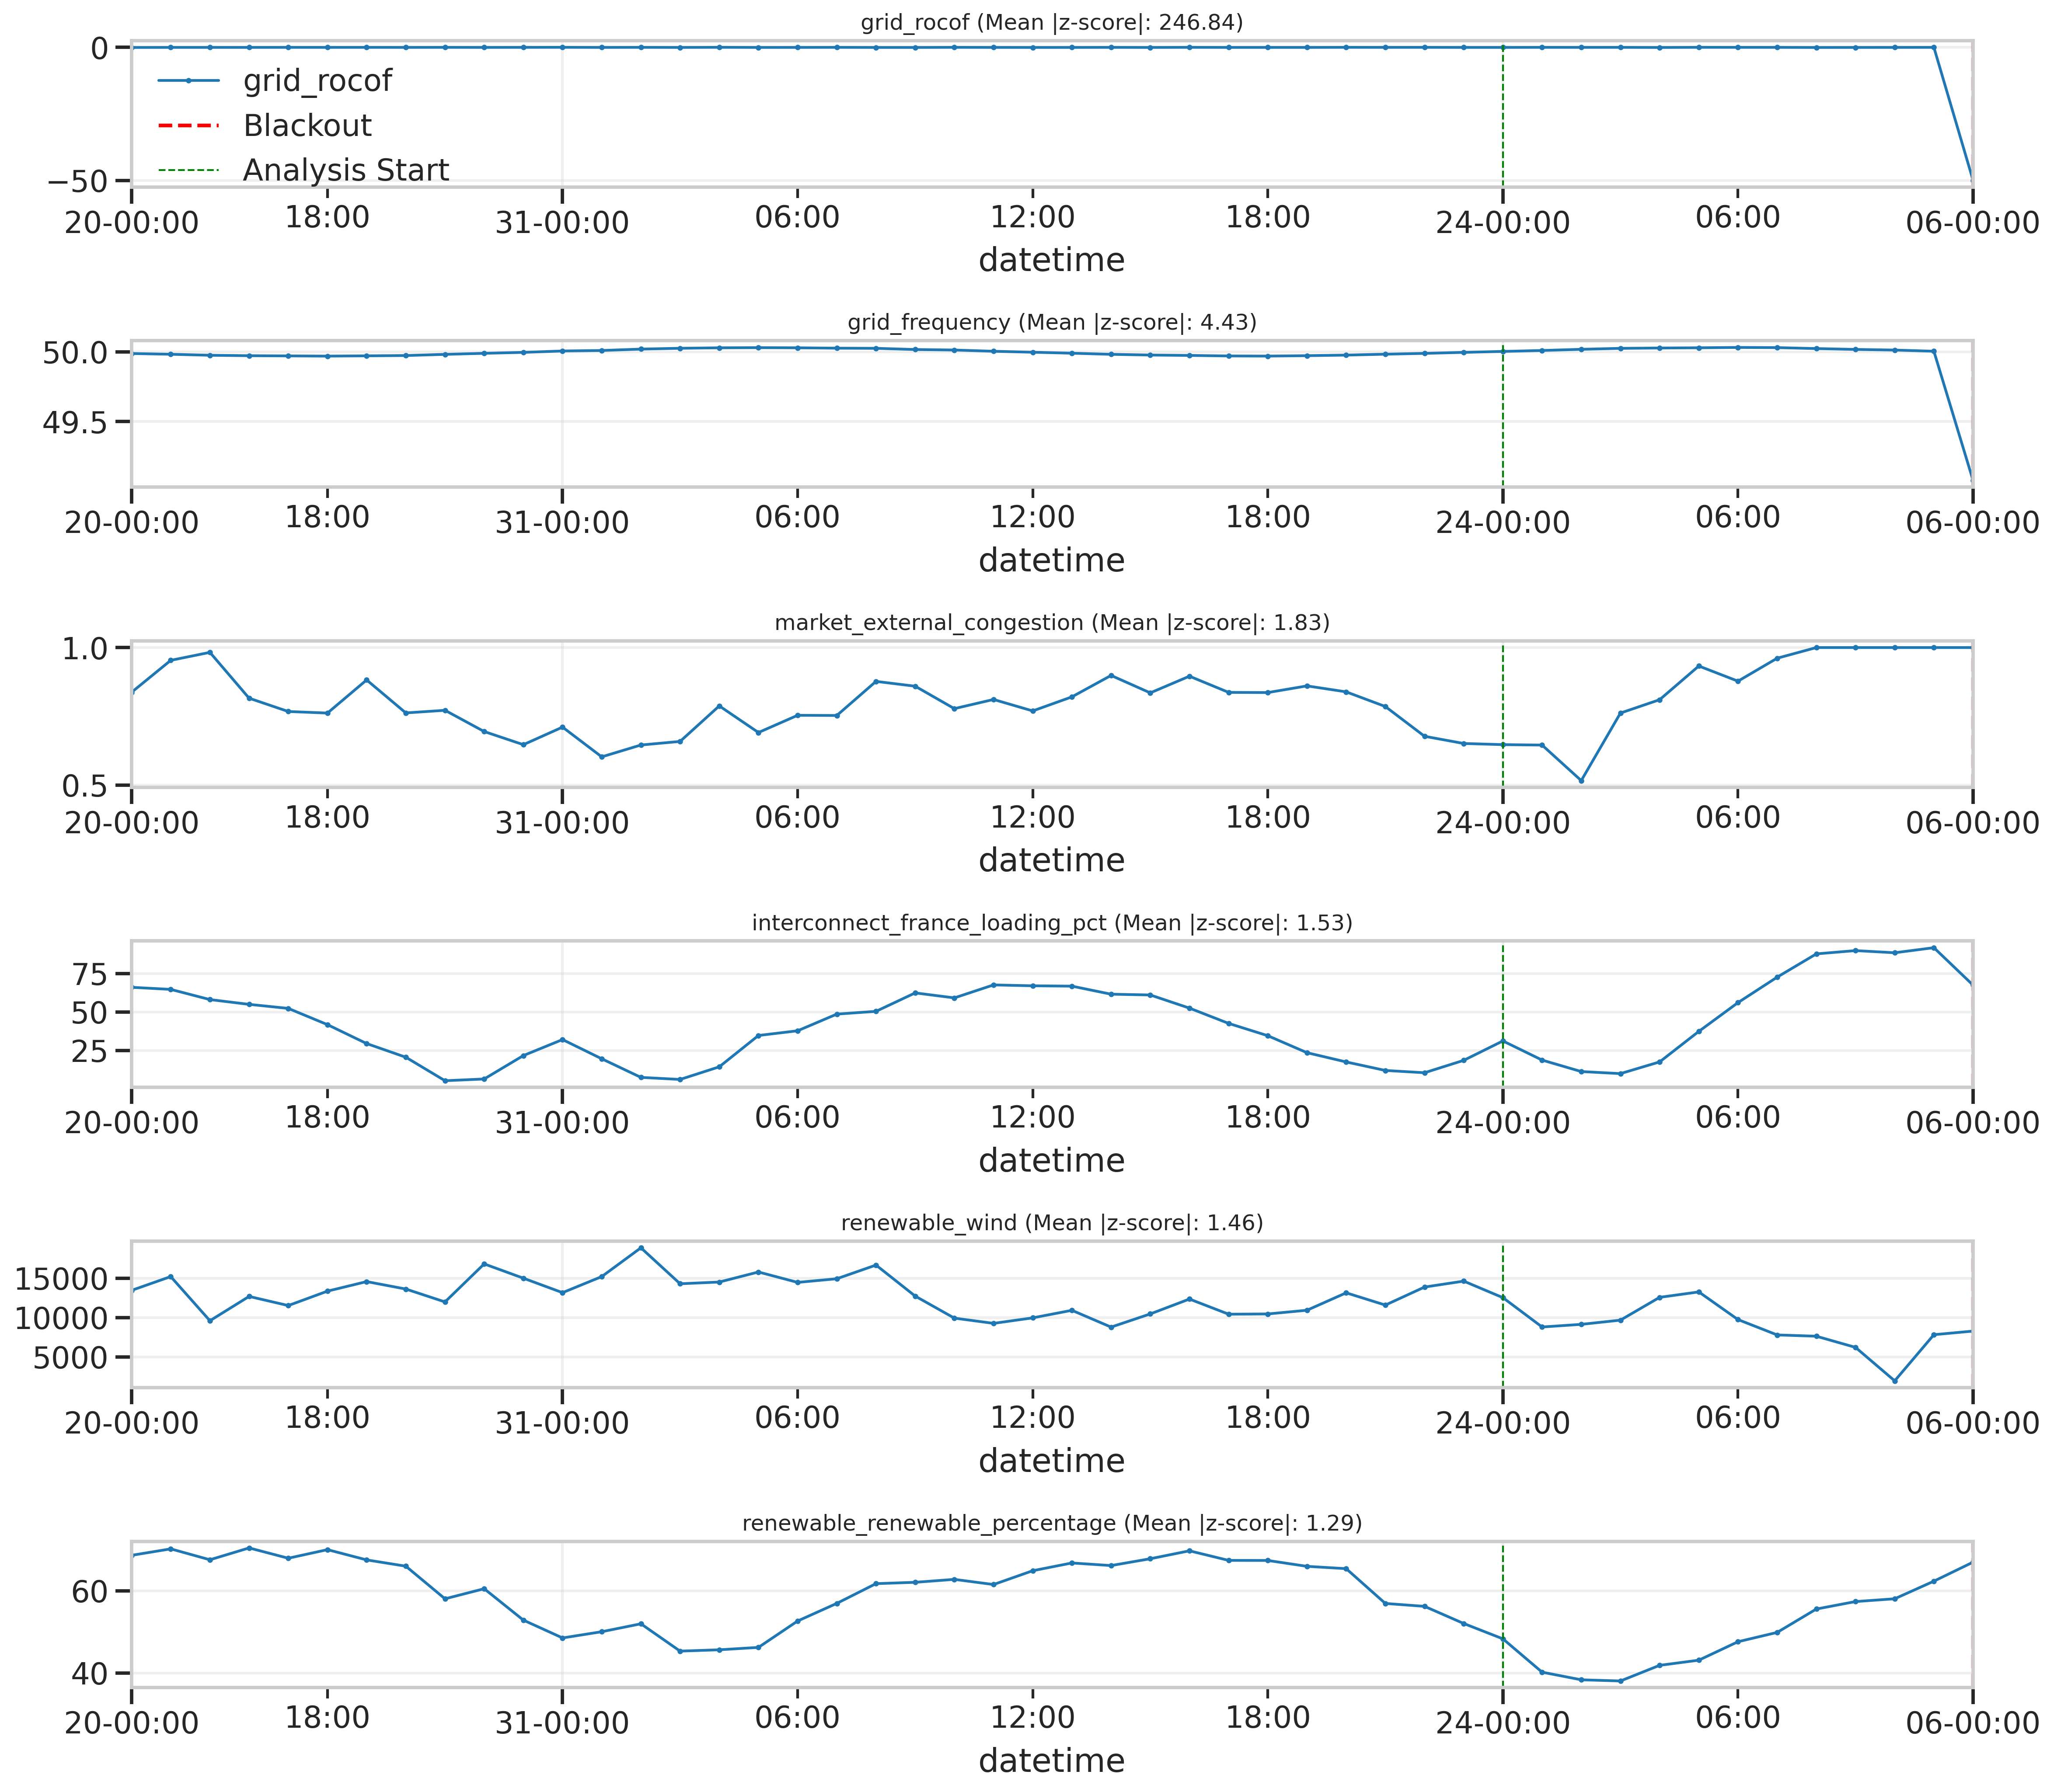 grid_rocof (Mean |z-score|: 246.84)
0
grid_rocof
Blackout
Analysis Start
−50
20-00:00 18:00 31-00:00 06:00 12:00 18:00 24-00:00 06:00 06-00:00
datetime
grid_frequency (Mean |z-score|: 4.43)
50.0
49.5
20-00:00 18:00 31-00:00 06:00 12:00 18:00 24-00:00 06:00 06-00:00
datetime
market_external_congestion (Mean |z-score|: 1.83)
1.0
0.5
20-00:00 18:00 31-00:00 06:00 12:00 18:00 24-00:00 06:00 06-00:00
datetime
interconnect_france_loading_pct (Mean |z-score|: 1.53)
75
50
25
20-00:00 18:00 31-00:00 06:00 12:00 18:00 24-00:00 06:00 06-00:00
datetime
renewable_wind (Mean |z-score|: 1.46)
15000
10000
5000
20-00:00 18:00 31-00:00 06:00 12:00 18:00 24-00:00 06:00 06-00:00
datetime
renewable_renewable_percentage (Mean |z-score|: 1.29)
60
40
20-00:00 18:00 31-00:00 06:00 12:00 18:00 24-00:00 06:00 06-00:00
datetime